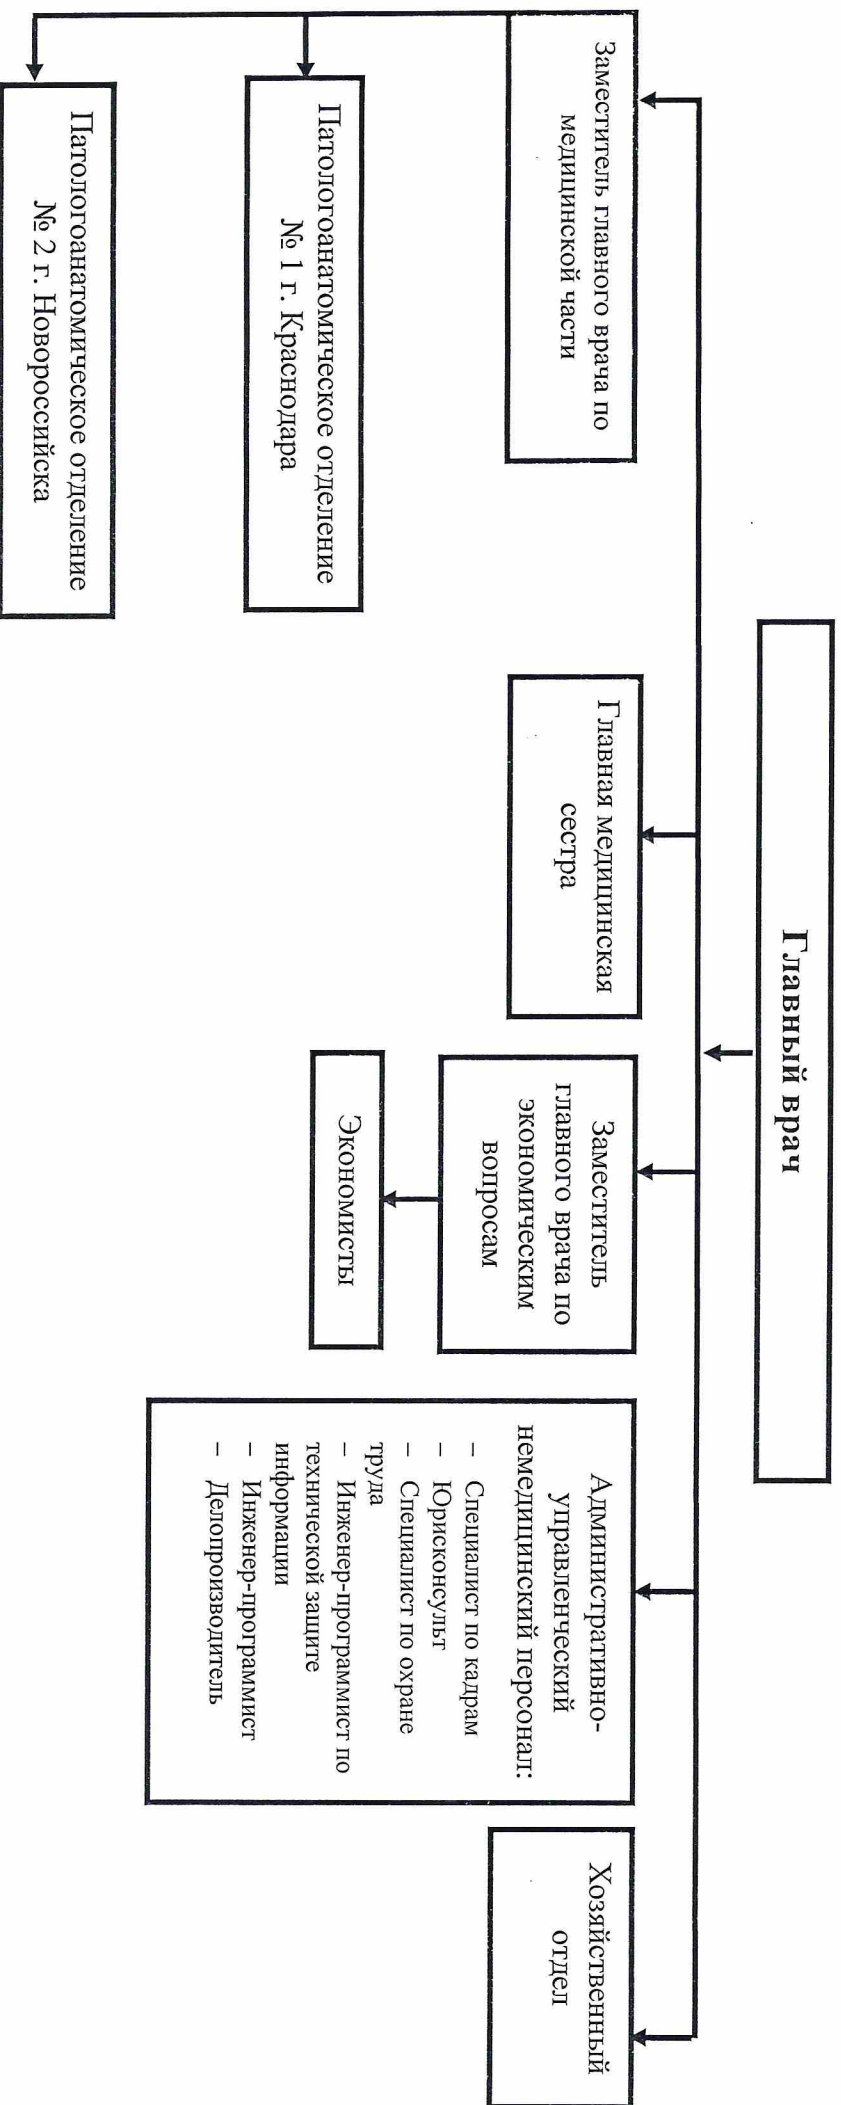 Главный врач
Заместитель главного врача по
медицинской части
Главная медицинская
сестра
Заместитель
главного врача по
экономическим
вопросам
Административно-
управленческий
немедицинский персонал:
– Специалист по кадрам
– Юрисконсульт
– Специалист по охране
труда
– Инженер-программист по
технической защите
информации
– Инженер-программист
– Делопроизводитель
Хозяйственный
отдел
Патологоанатомическое отделение
№ 1 г. Краснодара
Экономисты
Патологоанатомическое отделение
№ 2 г. Новороссийска